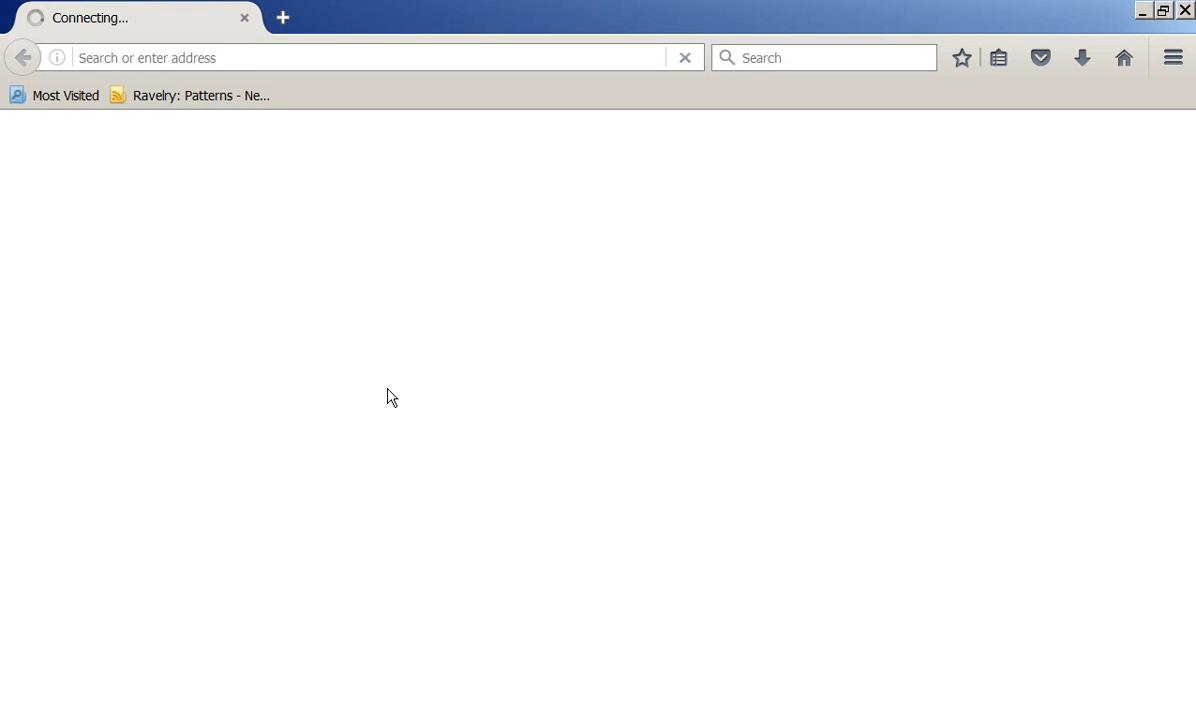 Connecting...
Search or enter address
Search
Most Visited
Ravelry: Patterns - Ne...